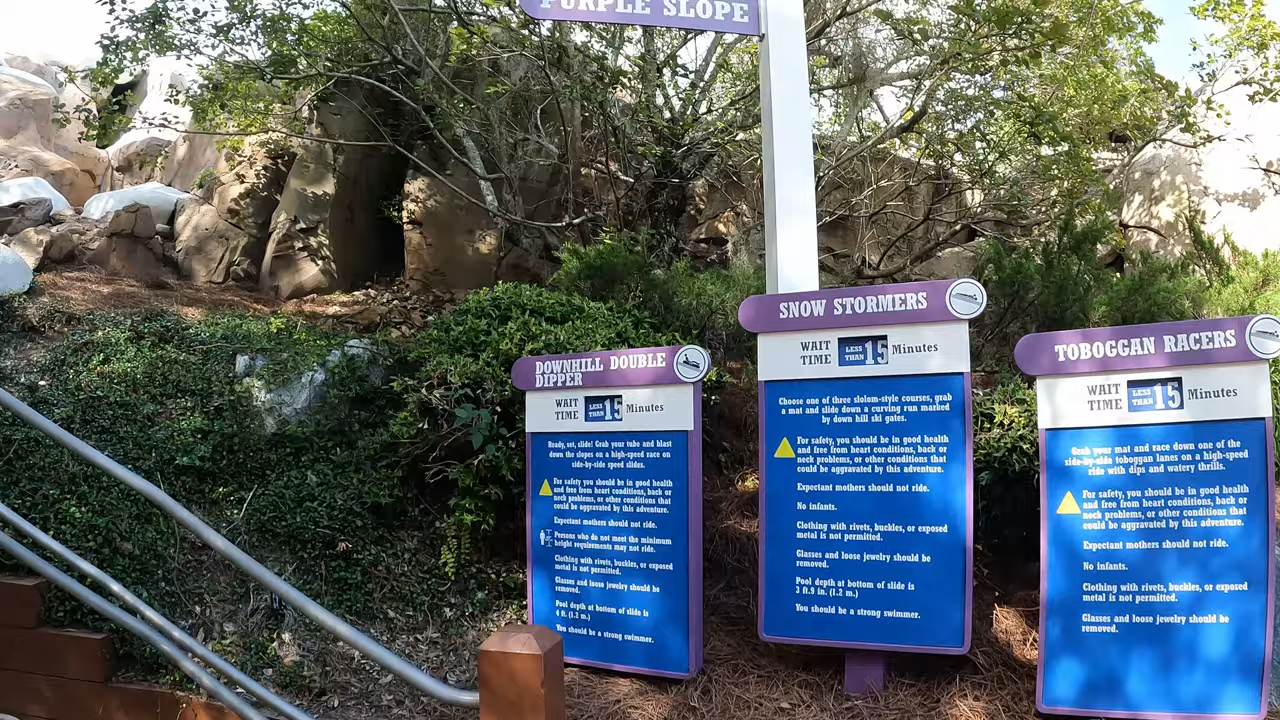 PURPLE SLOPE
DOWNHILL DOUBLE
DIPPER
WAIT
TIME
LESS
THAN
15
Minutes
Ready, set, slide! Grab your tube and blast
down the slopes on a high-speed race on
side-by-side speed slides.
For safety you should be in good health
and free from heart conditions, back or
neck problems, or other conditions that
could be aggravated by this adventure.
Expectant mothers should not ride.
Persons who do not meet the minimum
height requirements may not ride.
Clothing with rivets, buckles, or exposed
metal is not permitted.
Glasses and loose jewelry should be
removed.
Pool depth at bottom of slide is
4 ft. (1.2 m.)
You should be a strong swimmer.
SNOW STORMERS
WAIT
TIME
LESS
THAN
15
Minutes
Choose one of three slolom-style courses, grab
a mat and slide down a curving run marked
by down hill ski gates.
For safety, you should be in good health
and free from heart conditions, back or
neck problems, or other conditions that
could be aggravated by this adventure.
Expectant mothers should not ride.
No infants.
Clothing with rivets, buckles, or exposed
metal is not permitted.
Glasses and loose jewelry should be
removed.
Pool depth at bottom of slide is
3 ft.9 in. (1.2 m.)
You should be a strong swimmer.
TOBOGGAN RACERS
WAIT
TIME
LESS
THAN
15
Minutes
Grab your mat and race down one of the
side-by-side toboggan lanes on a high-speed
ride with dips and watery thrills.
For safety, you should be in good health
and free from heart conditions, back or
neck problems, or other conditions that
could be aggravated by this adventure.
Expectant mothers should not ride.
No infants.
Clothing with rivets, buckles, or exposed
metal is not permitted.
Glasses and loose jewelry should be
removed.